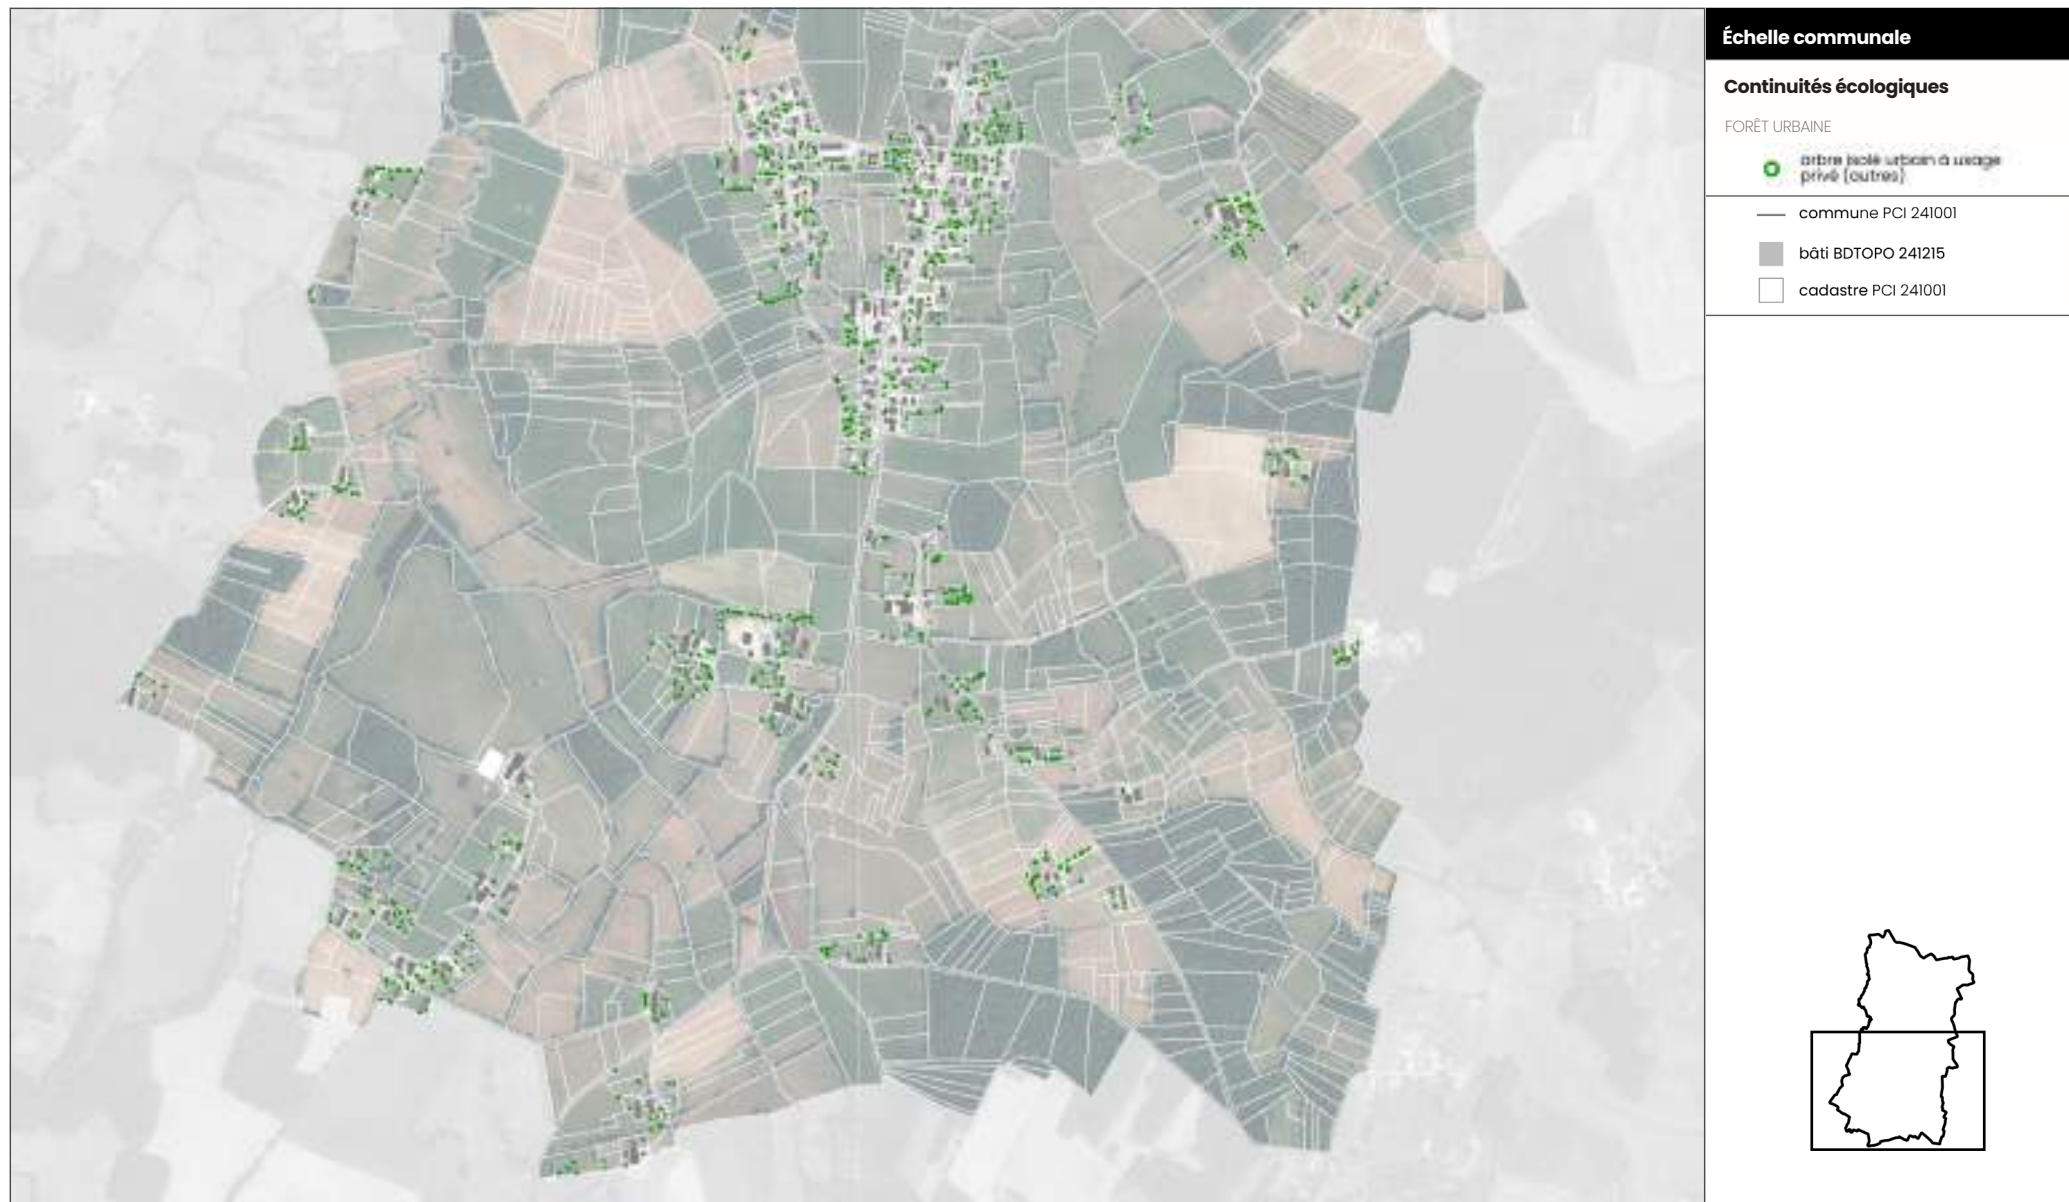 Échelle communale
Continuités écologiques
FORÊT URBAINE
arbre isolé urbain à usage
privé (autres)
commune PCI 241001
bâti BDTOPO 241215
cadastre PCI 241001